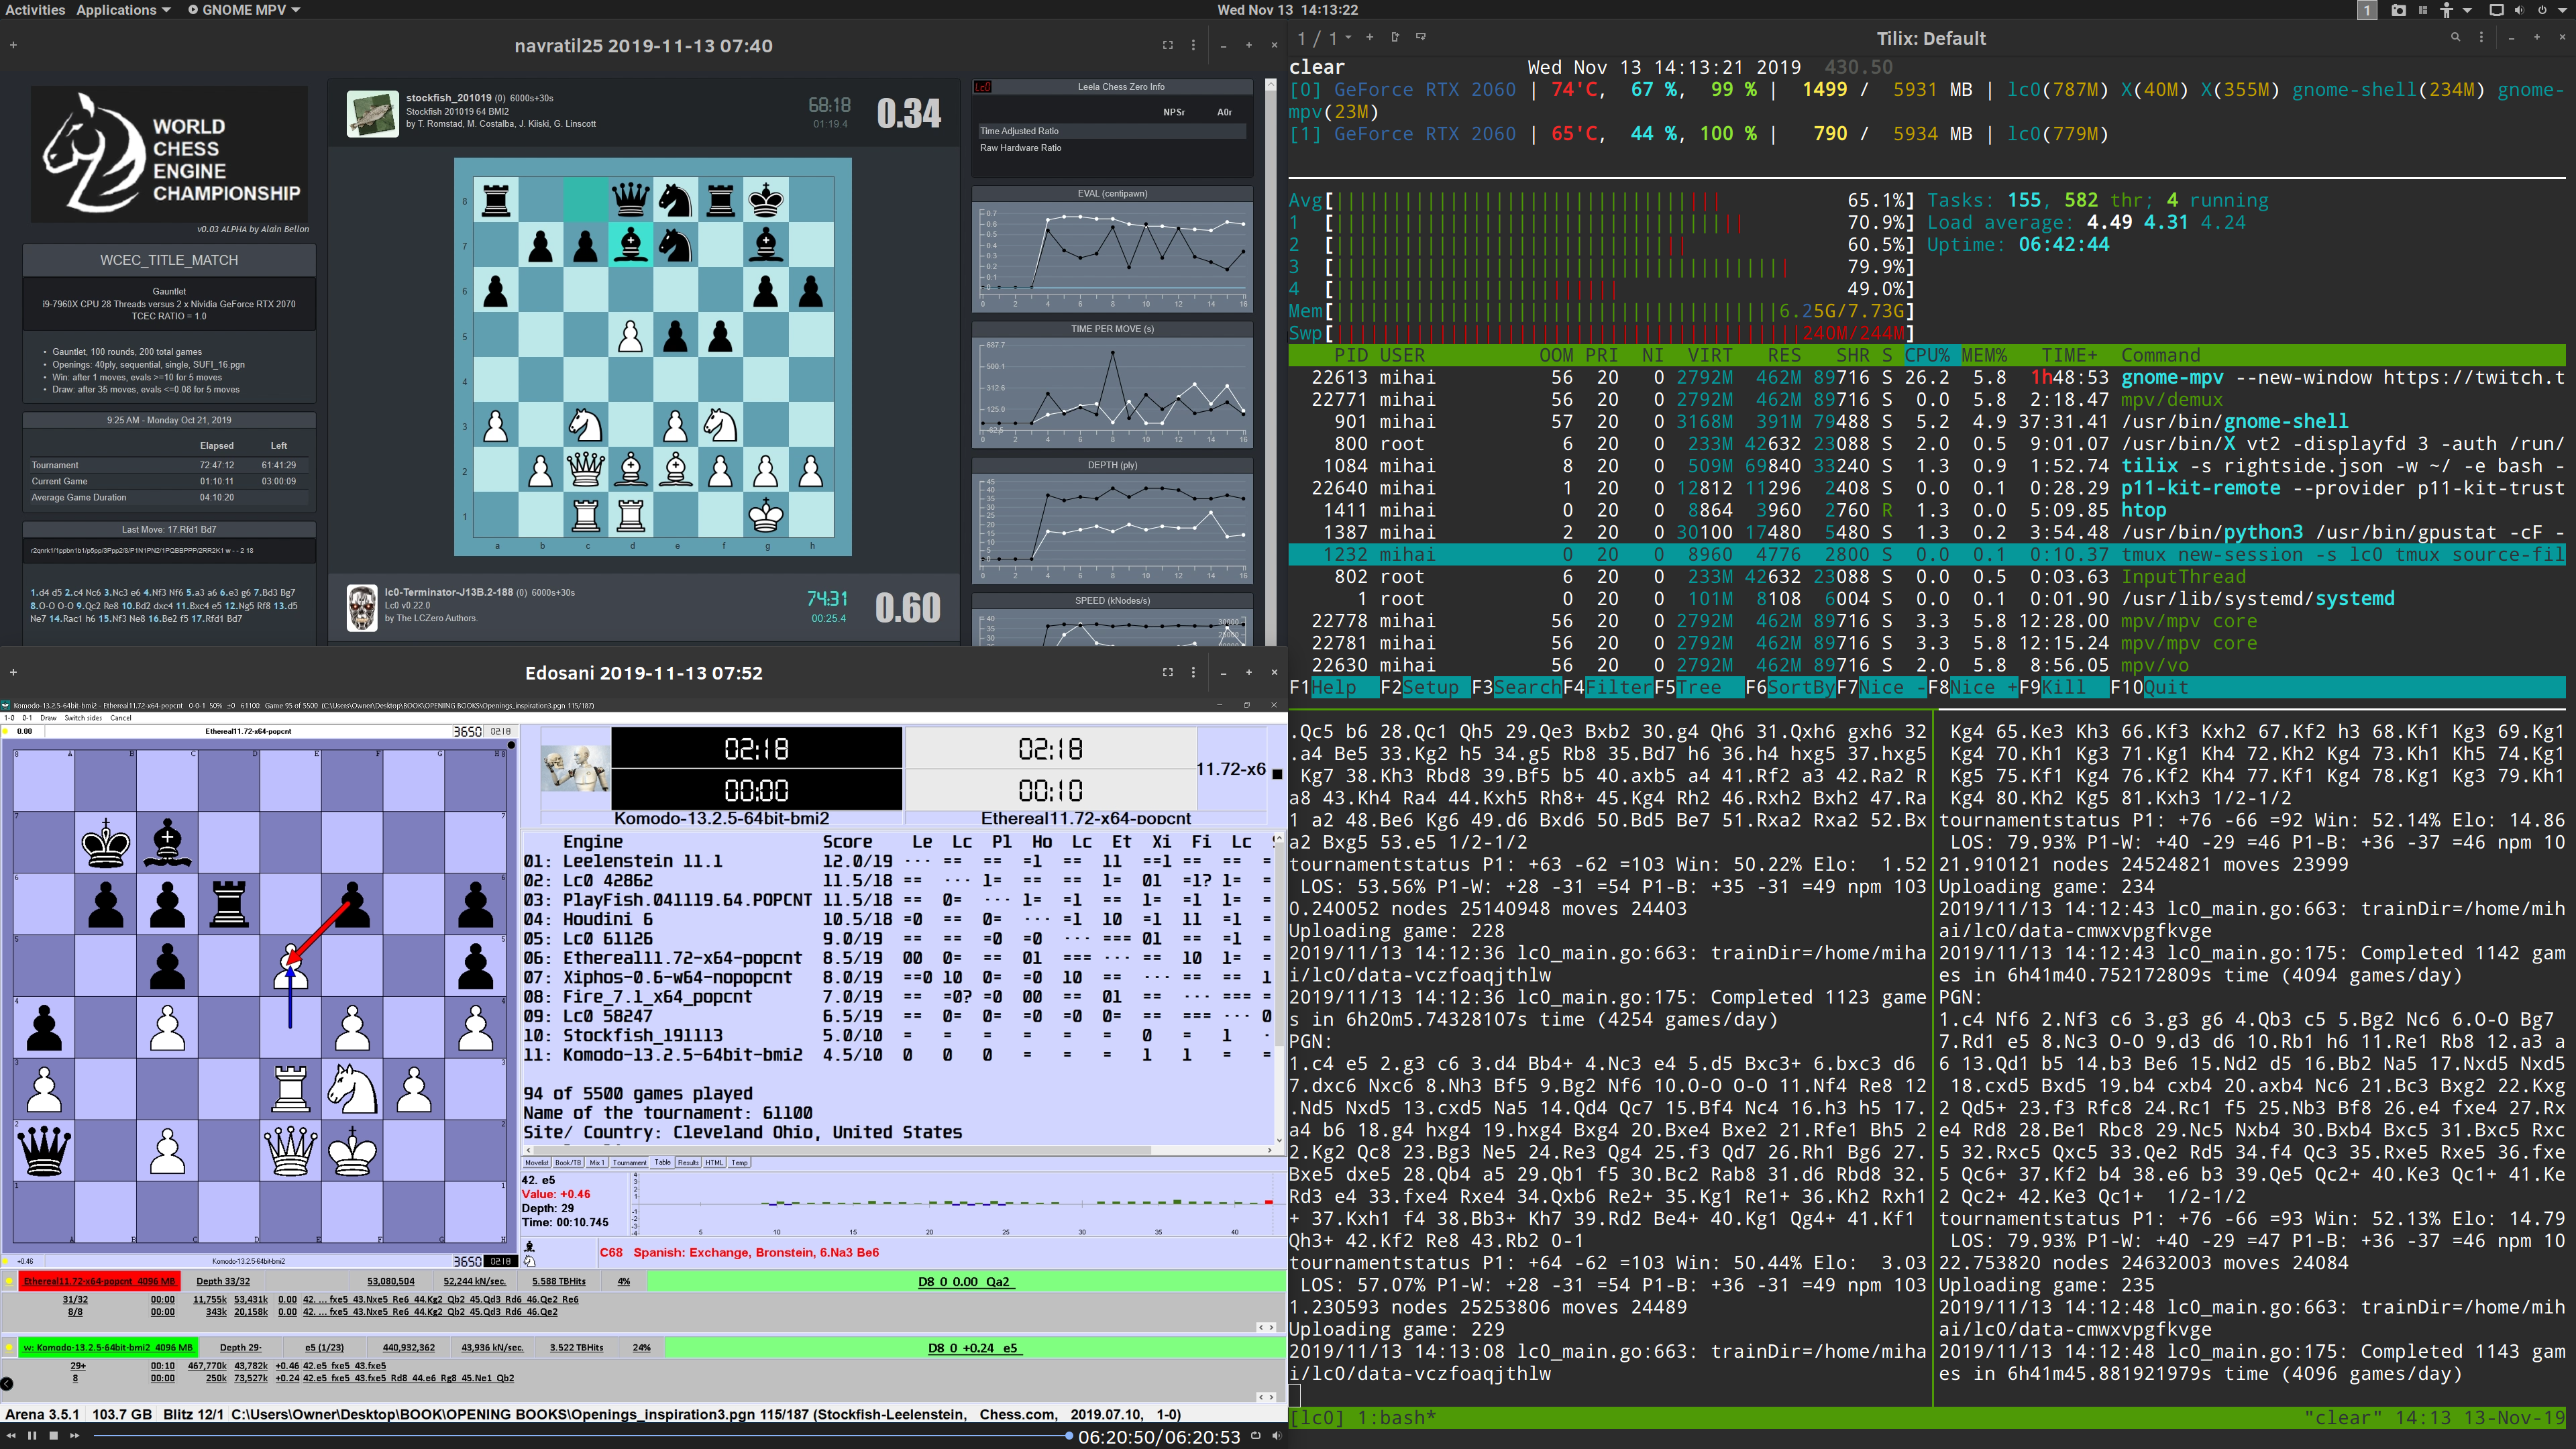 Activities Applications GNOME MPV Wed Nov 13 14:13:22 1
navratil25 2019-11-13 07:40
WORLD
CHESS
ENGINE
CHAMPIONSHIP
v0.03 ALPHA by Alain Bellon
WCEC_TITLE_MATCH
Gauntlet
i9-7960X CPU 28 Threads versus 2 x Nividia GeForce RTX 2070
TCEC RATIO = 1.0
• Gauntlet, 100 rounds, 200 total games
• Openings: 40ply, sequential, single, SUFI_16.pgn
• Win: after 1 moves, evals >=10 for 5 moves
• Draw: after 35 moves, evals <=0.08 for 5 moves
9:25 AM - Monday Oct 21, 2019
Elapsed Left
Tournament 72:47:12 61:41:29
Current Game 01:10:11 03:00:09
Average Game Duration 04:10:20
Last Move: 17.Rfd1 Bd7
1.d4 d5 2.c4 Nc6 3.Nc3 e6 4.Nf3 Nf6 5.a3 a6 6.e3 g6 7.Bd3 Bg7
8.O-O O-O 9.Qc2 Re8 10.Bd2 dxc4 11.Bxc4 e5 12.Ng5 Rf8 13.d5
Ne7 14.Rac1 h6 15.Nf3 Ne8 16.Be2 f5 17.Rfd1 Bd7
stockfish_201019 (0) 6000s+30s
Stockfish 201019 64 BMI2
by T. Romstad, M. Costalba, J. Kiiski, G. Linscott
68:18
01:19.4
0.34
8
7
6
5
4
3
2
1
a b c d e f g h
lc0-Terminator-J13B.2-188 (0) 6000s+30s
Lc0 v0.22.0
by The LCZero Authors.
74:31
00:25.4
0.60
Lc0 Leela Chess Zero Info
NPSr A0r
Time Adjusted Ratio
Raw Hardware Ratio
EVAL (centipawn)
TIME PER MOVE (s)
DEPTH (ply)
SPEED (kNodes/s)
Edosani 2019-11-13 07:52
Komodo-13.2.5-64bit-bmi2 - Ethereal11.72-x64-popcnt 0-0-1 50% ±0 61100: Game 95 of 5500 (C:\Users\Owner\Desktop\BOOK\OPENING BOOKS\Openings_inspiration3.pgn 115/187)
1-0 0-1 Draw Switch sides Cancel
0.00 Ethereal11.72-x64-popcnt 3650 02:18
+0.46 Komodo-13.2.5-64bit-bmi2 3650 02:18
02:18 02:18
00:00 00:10
11.72-x6
Komodo-13.2.5-64bit-bmi2 Ethereal11.72-x64-popcnt
Engine Score Le Lc Pl Ho Lc Et Xi Fi Lc
01: Leelenstein 11.1 12.0/19 ··· == == =1 == 11 ==1 == == =
02: Lc0 42862 11.5/18 == ··· 1= == == 1= 01 =1? 1= =
03: PlayFish.041119.64.POPCNT 11.5/18 == 0= ··· 1= =1 == 1= =1 1= =
04: Houdini 6 10.5/18 =0 == 0= ··· =1 10 =1 11 =1 =
05: Lc0 61126 9.0/19 == == =0 =0 ··· === 01 == =1 =
06: Ethereal11.72-x64-popcnt 8.5/19 00 0= == 01 === ··· == 10 1= =
07: Xiphos-0.6-w64-nopopcnt 8.0/19 ==0 10 0= =0 10 == ··· == == 1
08: Fire_7.1_x64_popcnt 7.0/19 == =0? =0 00 == 01 == ··· === =
09: Lc0 58247 6.5/19 == 0= 0= =0 =0 0= == === ··· 0
10: Stockfish_191113 5.0/10 = = = = = = 0 = 1 ·
11: Komodo-13.2.5-64bit-bmi2 4.5/10 0 0 0 = = = 1 1 = =
94 of 5500 games played
Name of the tournament: 61100
Site/ Country: Cleveland Ohio, United States
Movelist Book/TB Mix 1 Tournament Table Results HTML Temp
42. e5
Value: +0.46
Depth: 29
Time: 00:10.745
5 10 15 20 25 30 35 40
C68 Spanish: Exchange, Bronstein, 6.Na3 Be6
Ethereal11.72-x64-popcnt 4096 MB Depth 33/32 53,080,504 52,244 kN/sec. 5.588 TBHits 4% D8 0 0.00 Qa2
31/32 00:00 11,755k 53,431k 0.00 42. ... fxe5 43.Nxe5 Re6 44.Kg2 Qb2 45.Qd3 Rd6 46.Qe2 Re6
8/8 00:00 343k 20,158k 0.00 42. ... fxe5 43.Nxe5 Re6 44.Kg2 Qb2 45.Qd3 Rd6 46.Qe2
w: Komodo-13.2.5-64bit-bmi2 4096 MB Depth 29- e5 (1/23) 440,932,362 43,936 kN/sec. 3.522 TBHits 24% D8 0 +0.24 e5
29+ 00:10 467,770k 43,782k +0.46 42.e5 fxe5 43.fxe5
8 00:00 250k 73,527k +0.24 42.e5 fxe5 43.fxe5 Rd8 44.e6 Rg8 45.Ne1 Qb2
Arena 3.5.1 103.7 GB Blitz 12/1 C:\Users\Owner\Desktop\BOOK\OPENING BOOKS\Openings_inspiration3.pgn 115/187 (Stockfish-Leelenstein, Chess.com, 2019.07.10, 1-0)
06:20:50/06:20:53
1 / 1 Tilix: Default
clear Wed Nov 13 14:13:21 2019 430.50
[0] GeForce RTX 2060 | 74'C, 67 %, 99 % | 1499 / 5931 MB | lc0(787M) X(40M) X(355M) gnome-shell(234M) gnome-
mpv(23M)
[1] GeForce RTX 2060 | 65'C, 44 %, 100 % | 790 / 5934 MB | lc0(779M)
Avg[ 65.1%] Tasks: 155, 582 thr; 4 running
1 [ 70.9%] Load average: 4.49 4.31 4.24
2 [ 60.5%] Uptime: 06:42:44
3 [ 79.9%]
4 [ 49.0%]
Mem[ 6.25G/7.73G]
Swp[ 240M/244M]
PID USER OOM PRI NI VIRT RES SHR S CPU% MEM% TIME+ Command
22613 mihai 56 20 0 2792M 462M 89716 S 26.2 5.8 1h48:53 gnome-mpv --new-window https://twitch.t
22771 mihai 56 20 0 2792M 462M 89716 S 0.0 5.8 2:18.47 mpv/demux
901 mihai 57 20 0 3168M 391M 79488 S 5.2 4.9 37:31.41 /usr/bin/gnome-shell
800 root 6 20 0 233M 42632 23088 S 2.0 0.5 9:01.07 /usr/bin/X vt2 -displayfd 3 -auth /run/
1084 mihai 8 20 0 509M 69840 33240 S 1.3 0.9 1:52.74 tilix -s rightside.json -w ~/ -e bash -
22640 mihai 1 20 0 12812 11296 2408 S 0.0 0.1 0:28.29 p11-kit-remote --provider p11-kit-trust
1411 mihai 0 20 0 8864 3960 2760 R 1.3 0.0 5:09.85 htop
1387 mihai 2 20 0 30100 17480 5480 S 1.3 0.2 3:54.48 /usr/bin/python3 /usr/bin/gpustat -cF -
1232 mihai 0 20 0 8960 4776 2800 S 0.0 0.1 0:10.37 tmux new-session -s lc0 tmux source-fil
802 root 6 20 0 233M 42632 23088 S 0.0 0.5 0:03.63 InputThread
1 root 0 20 0 101M 8108 6004 S 0.0 0.1 0:01.90 /usr/lib/systemd/systemd
22778 mihai 56 20 0 2792M 462M 89716 S 3.3 5.8 12:28.00 mpv/mpv core
22781 mihai 56 20 0 2792M 462M 89716 S 3.3 5.8 12:15.24 mpv/mpv core
22630 mihai 56 20 0 2792M 462M 89716 S 2.0 5.8 8:56.05 mpv/vo
F1Help F2Setup F3SearchF4FilterF5Tree F6SortByF7Nice -F8Nice +F9Kill F10Quit
.Qc5 b6 28.Qc1 Qh5 29.Qe3 Bxb2 30.g4 Qh6 31.Qxh6 gxh6 32
.a4 Be5 33.Kg2 h5 34.g5 Rb8 35.Bd7 h6 36.h4 hxg5 37.hxg5
Kg7 38.Kh3 Rbd8 39.Bf5 b5 40.axb5 a4 41.Rf2 a3 42.Ra2 R
a8 43.Kh4 Ra4 44.Kxh5 Rh8+ 45.Kg4 Rh2 46.Rxh2 Bxh2 47.Ra
1 a2 48.Be6 Kg6 49.d6 Bxd6 50.Bd5 Be7 51.Rxa2 Rxa2 52.Bx
a2 Bxg5 53.e5 1/2-1/2
tournamentstatus P1: +63 -62 =103 Win: 50.22% Elo: 1.52
LOS: 53.56% P1-W: +28 -31 =54 P1-B: +35 -31 =49 npm 103
0.240052 nodes 25140948 moves 24403
Uploading game: 228
2019/11/13 14:12:36 lc0_main.go:663: trainDir=/home/miha
i/lc0/data-vczfoaqjthlw
2019/11/13 14:12:36 lc0_main.go:175: Completed 1123 game
s in 6h20m5.74328107s time (4254 games/day)
PGN:
1.c4 e5 2.g3 c6 3.d4 Bb4+ 4.Nc3 e4 5.d5 Bxc3+ 6.bxc3 d6
7.dxc6 Nxc6 8.Nh3 Bf5 9.Bg2 Nf6 10.O-O O-O 11.Nf4 Re8 12
.Nd5 Nxd5 13.cxd5 Na5 14.Qd4 Qc7 15.Bf4 Nc4 16.h3 h5 17.
a4 b6 18.g4 hxg4 19.hxg4 Bxg4 20.Bxe4 Bxe2 21.Rfe1 Bh5 2
2.Kg2 Qc8 23.Bg3 Ne5 24.Re3 Qg4 25.f3 Qd7 26.Rh1 Bg6 27.
Bxe5 dxe5 28.Qb4 a5 29.Qb1 f5 30.Bc2 Rab8 31.d6 Rbd8 32.
Rd3 e4 33.fxe4 Rxe4 34.Qxb6 Re2+ 35.Kg1 Re1+ 36.Kh2 Rxh1
+ 37.Kxh1 f4 38.Bb3+ Kh7 39.Rd2 Be4+ 40.Kg1 Qg4+ 41.Kf1
Qh3+ 42.Kf2 Re8 43.Rb2 0-1
tournamentstatus P1: +64 -62 =103 Win: 50.44% Elo: 3.03
LOS: 57.07% P1-W: +28 -31 =54 P1-B: +36 -31 =49 npm 103
1.230593 nodes 25253806 moves 24489
Uploading game: 229
2019/11/13 14:13:08 lc0_main.go:663: trainDir=/home/miha
i/lc0/data-vczfoaqjthlw
Kg4 65.Ke3 Kh3 66.Kf3 Kxh2 67.Kf2 h3 68.Kf1 Kg3 69.Kg1
Kg4 70.Kh1 Kg3 71.Kg1 Kh4 72.Kh2 Kg4 73.Kh1 Kh5 74.Kg1
Kg5 75.Kf1 Kg4 76.Kf2 Kh4 77.Kf1 Kg4 78.Kg1 Kg3 79.Kh1
Kg4 80.Kh2 Kg5 81.Kxh3 1/2-1/2
tournamentstatus P1: +76 -66 =92 Win: 52.14% Elo: 14.86
LOS: 79.93% P1-W: +40 -29 =46 P1-B: +36 -37 =46 npm 10
21.910121 nodes 24524821 moves 23999
Uploading game: 234
2019/11/13 14:12:43 lc0_main.go:663: trainDir=/home/mih
ai/lc0/data-cmwxvpgfkvge
2019/11/13 14:12:43 lc0_main.go:175: Completed 1142 gam
es in 6h41m40.752172809s time (4094 games/day)
PGN:
1.c4 Nf6 2.Nf3 c6 3.g3 g6 4.Qb3 c5 5.Bg2 Nc6 6.O-O Bg7
7.Rd1 e5 8.Nc3 O-O 9.d3 d6 10.Rb1 h6 11.Re1 Rb8 12.a3 a
6 13.Qd1 b5 14.b3 Be6 15.Nd2 d5 16.Bb2 Na5 17.Nxd5 Nxd5
18.cxd5 Bxd5 19.b4 cxb4 20.axb4 Nc6 21.Bc3 Bxg2 22.Kxg
2 Qd5+ 23.f3 Rfc8 24.Rc1 f5 25.Nb3 Bf8 26.e4 fxe4 27.Rx
e4 Rd8 28.Be1 Rbc8 29.Nc5 Nxb4 30.Bxb4 Bxc5 31.Bxc5 Rxc
5 32.Rxc5 Qxc5 33.Qe2 Rd5 34.f4 Qc3 35.Rxe5 Rxe5 36.fxe
5 Qc6+ 37.Kf2 b4 38.e6 b3 39.Qe5 Qc2+ 40.Ke3 Qc1+ 41.Ke
2 Qc2+ 42.Ke3 Qc1+ 1/2-1/2
tournamentstatus P1: +76 -66 =93 Win: 52.13% Elo: 14.79
LOS: 79.93% P1-W: +40 -29 =47 P1-B: +36 -37 =46 npm 10
22.753820 nodes 24632003 moves 24084
Uploading game: 235
2019/11/13 14:12:48 lc0_main.go:663: trainDir=/home/mih
ai/lc0/data-cmwxvpgfkvge
2019/11/13 14:12:48 lc0_main.go:175: Completed 1143 gam
es in 6h41m45.881921979s time (4096 games/day)
[lc0] 1:bash* "clear" 14:13 13-Nov-19